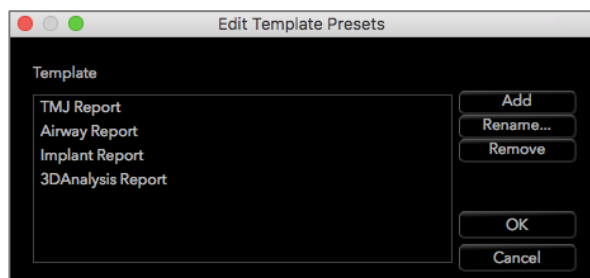 Edit Template Presets
Template
TMJ Report
Airway Report
Implant Report
3DAnalysis Report
Add
Rename...
Remove
OK
Cancel